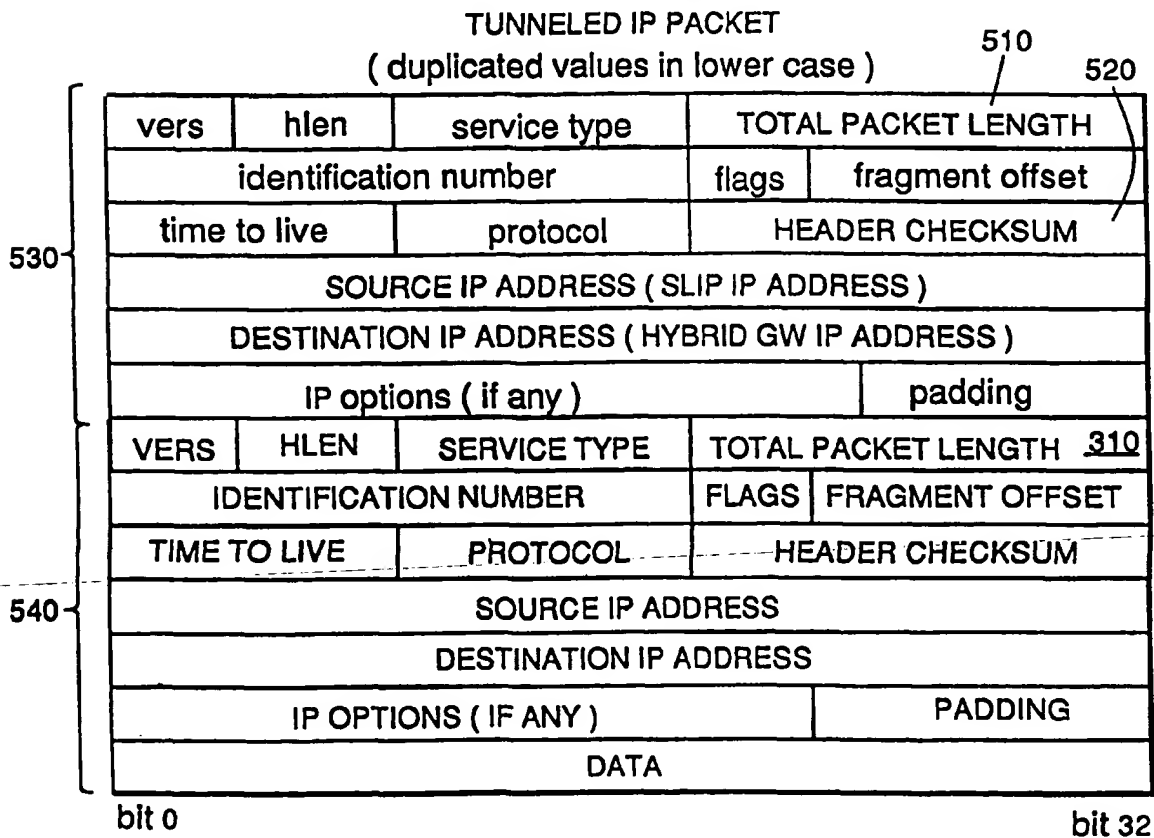 TUNNELED IP PACKET
( duplicated values in lower case )
510
520
vers hlen service type TOTAL PACKET LENGTH
identification number flags fragment offset
time to live protocol HEADER CHECKSUM
530
SOURCE IP ADDRESS ( SLIP IP ADDRESS )
DESTINATION IP ADDRESS ( HYBRID GW IP ADDRESS )
IP options ( if any ) padding
VERS HLEN SERVICE TYPE TOTAL PACKET LENGTH 310
IDENTIFICATION NUMBER FLAGS FRAGMENT OFFSET
TIME TO LIVE PROTOCOL HEADER CHECKSUM
540
SOURCE IP ADDRESS
DESTINATION IP ADDRESS
IP OPTIONS ( IF ANY ) PADDING
DATA
bit 0 bit 32